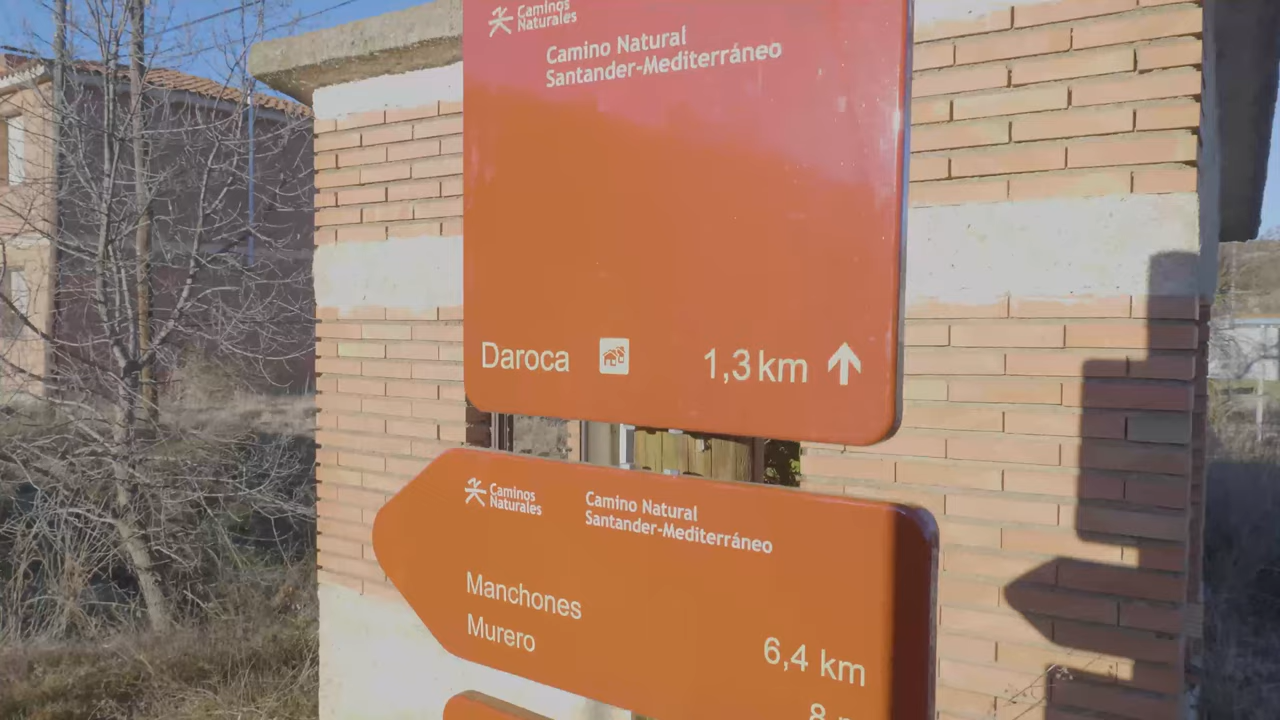 Caminos
Naturales
Camino Natural
Santander-Mediterráneo
Daroca 1,3 km
Caminos
Naturales
Camino Natural
Santander-Mediterráneo
Manchones
6,4 km
Murero
8